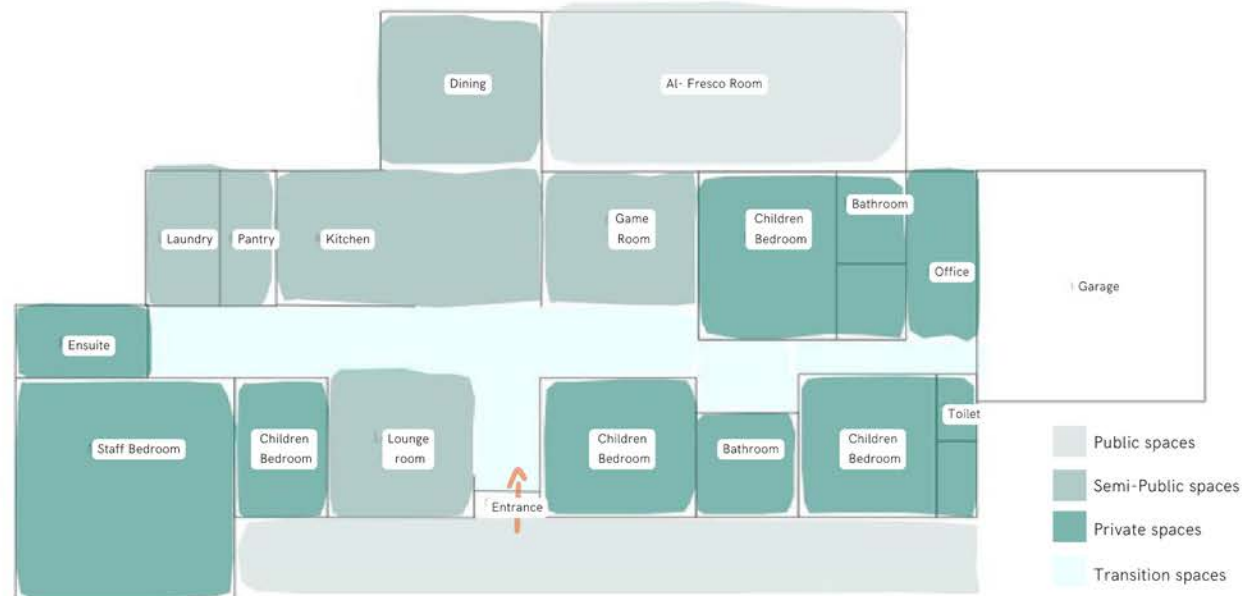 Dining
Al- Fresco Room
Laundry
Pantry
Kitchen
Game
Room
Children
Bedroom
Bathroom
Office
Garage
Ensuite
Staff Bedroom
Children
Bedroom
Lounge
room
Entrance
Children
Bedroom
Bathroom
Children
Bedroom
Toilet
Public spaces
Semi-Public spaces
Private spaces
Transition spaces